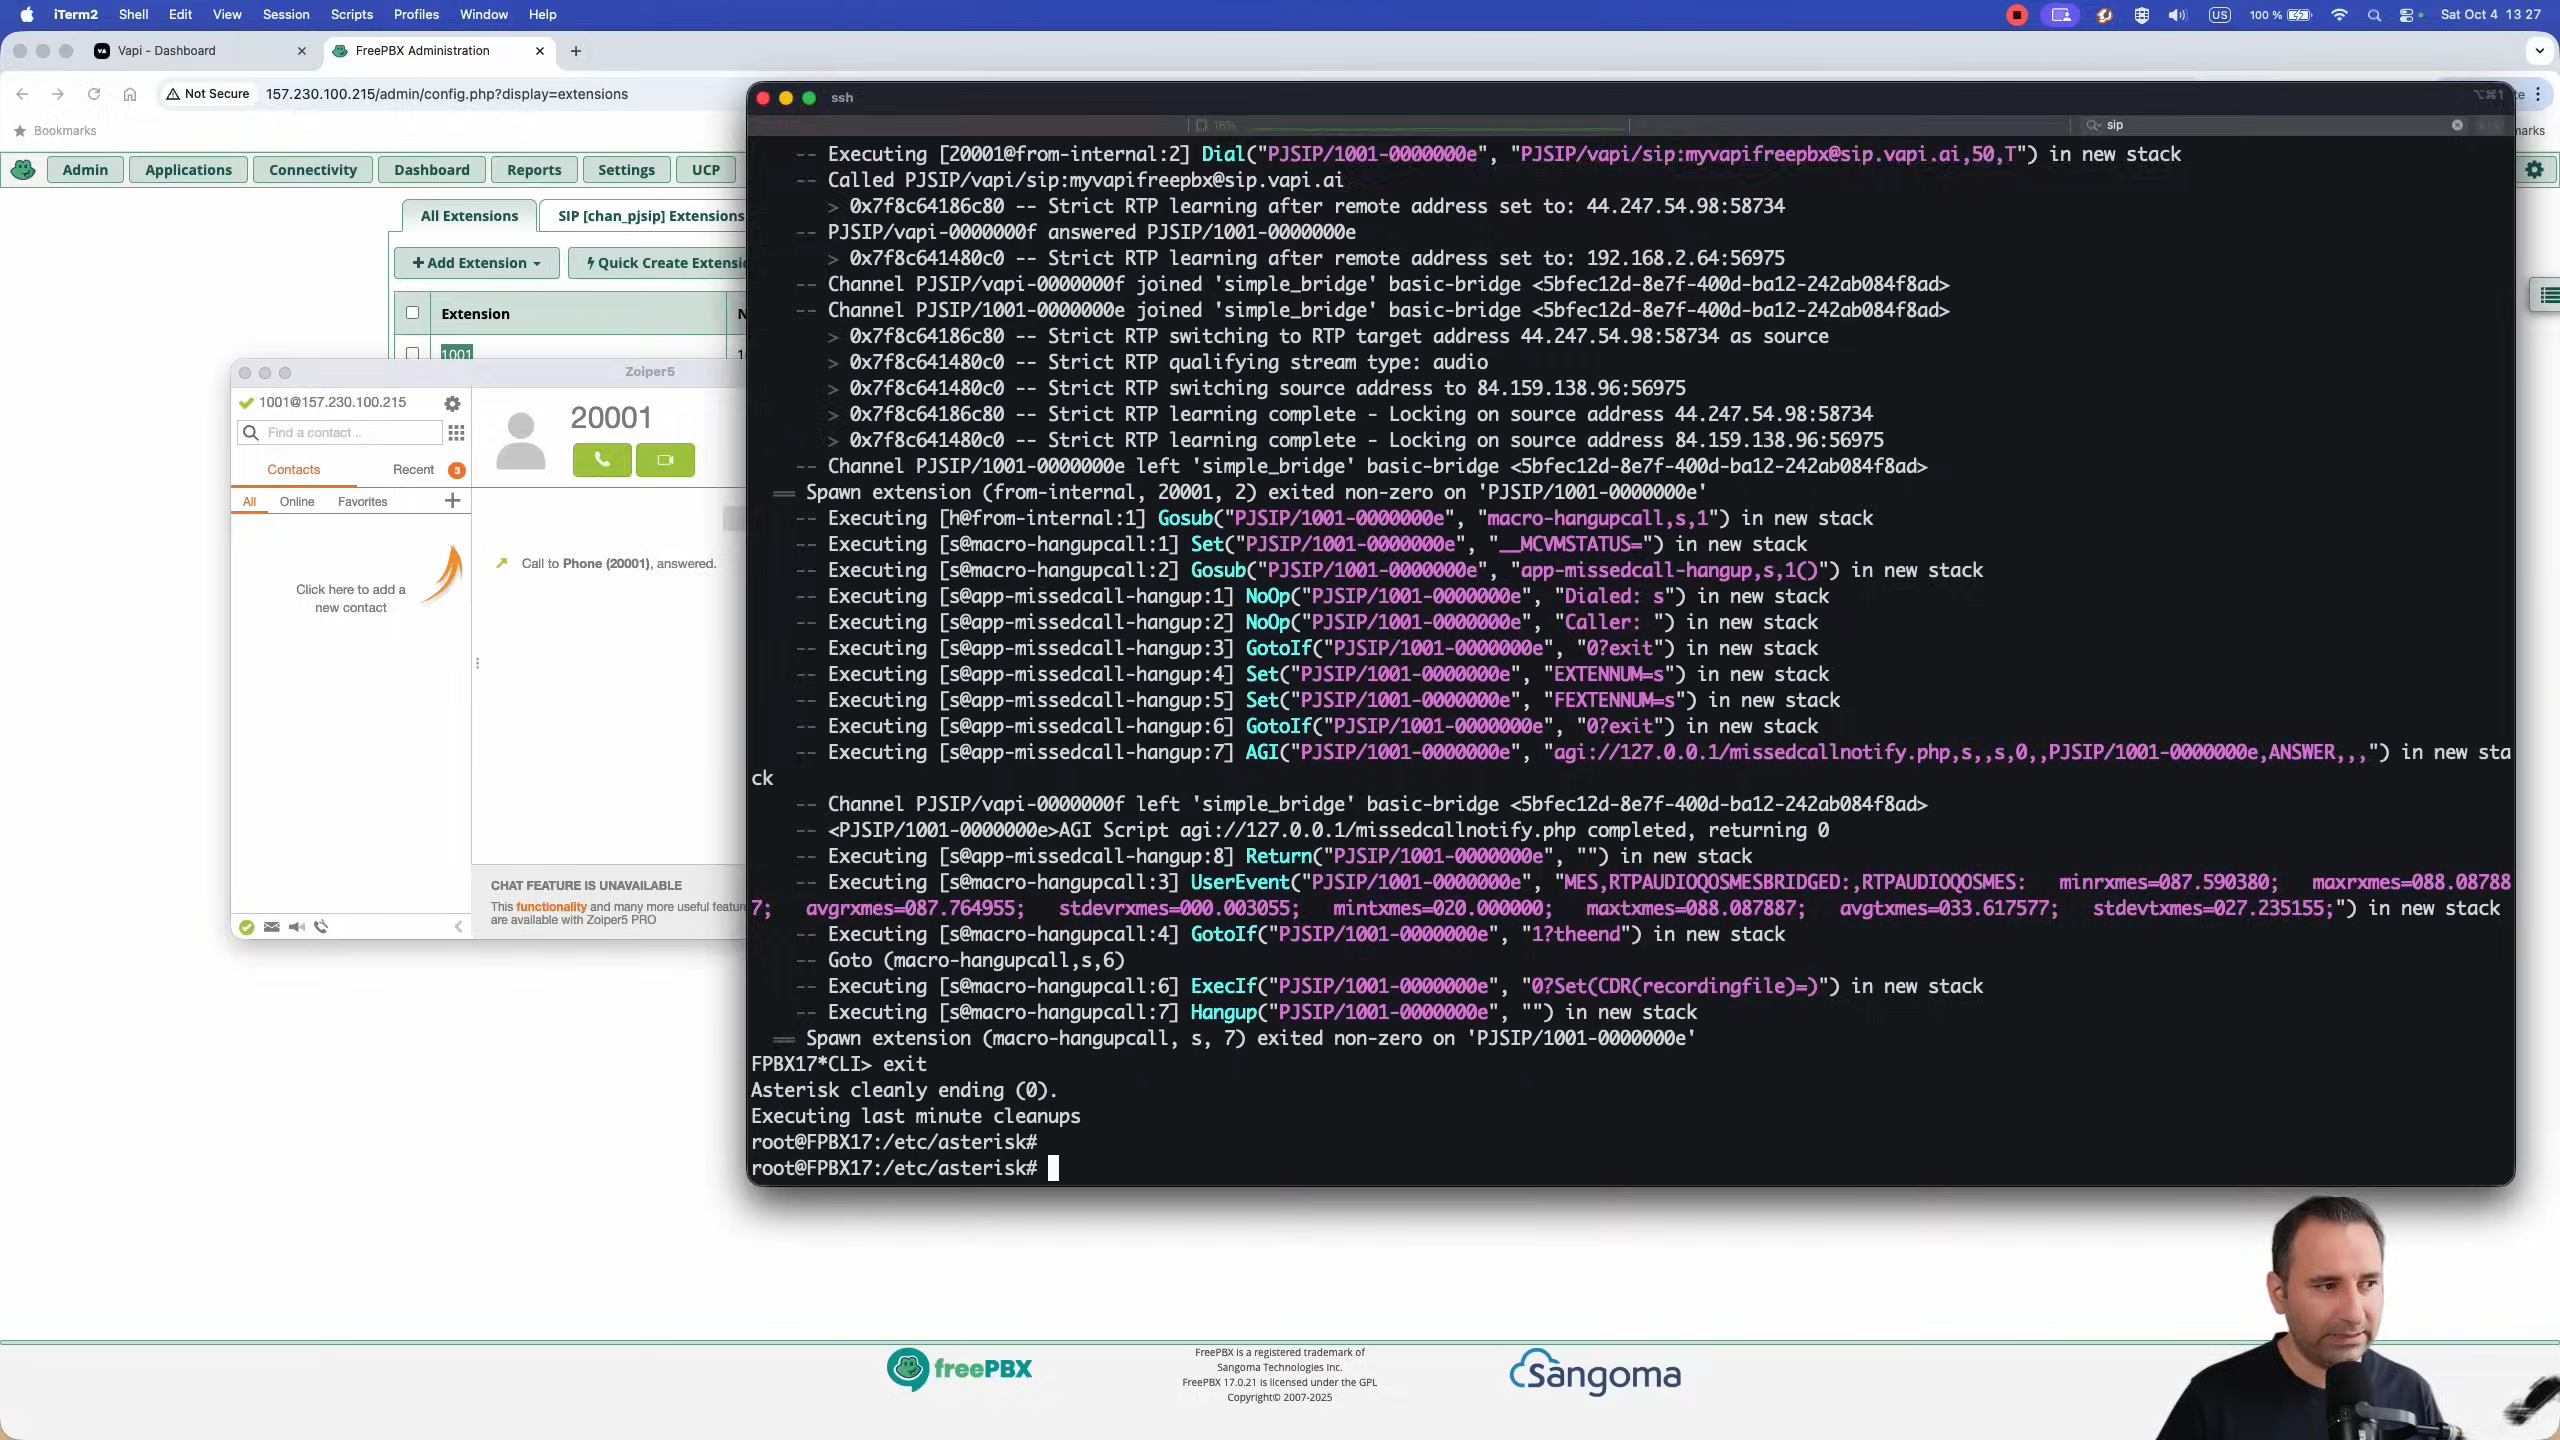 iTerm2 Shell Edit View Session Scripts Profiles Window Help
US 100 % Sat Oct 4 13 27
Vapi - Dashboard
FreePBX Administration
Not Secure 157.230.100.215/admin/config.php?display=extensions
Bookmarks
Admin Applications Connectivity Dashboard Reports Settings UCP
All Extensions SIP [chan_pjsip] Extensions
Add Extension Quick Create Extensio
Extension
1001
Zoiper5
1001@157.230.100.215
Find a contact ..
Contacts Recent 3
All Online Favorites
Click here to add a
new contact
20001
Call to Phone (20001), answered.
CHAT FEATURE IS UNAVAILABLE
This functionality and many more useful feature
are available with Zoiper5 PRO
ssh ⌥⌘1
16% sip
-- Executing [20001@from-internal:2] Dial("PJSIP/1001-0000000e", "PJSIP/vapi/sip:myvapifreepbx@sip.vapi.ai,50,T") in new stack
-- Called PJSIP/vapi/sip:myvapifreepbx@sip.vapi.ai
> 0x7f8c64186c80 -- Strict RTP learning after remote address set to: 44.247.54.98:58734
-- PJSIP/vapi-0000000f answered PJSIP/1001-0000000e
> 0x7f8c641480c0 -- Strict RTP learning after remote address set to: 192.168.2.64:56975
-- Channel PJSIP/vapi-0000000f joined 'simple_bridge' basic-bridge <5bfec12d-8e7f-400d-ba12-242ab084f8ad>
-- Channel PJSIP/1001-0000000e joined 'simple_bridge' basic-bridge <5bfec12d-8e7f-400d-ba12-242ab084f8ad>
> 0x7f8c64186c80 -- Strict RTP switching to RTP target address 44.247.54.98:58734 as source
> 0x7f8c641480c0 -- Strict RTP qualifying stream type: audio
> 0x7f8c641480c0 -- Strict RTP switching source address to 84.159.138.96:56975
> 0x7f8c64186c80 -- Strict RTP learning complete - Locking on source address 44.247.54.98:58734
> 0x7f8c641480c0 -- Strict RTP learning complete - Locking on source address 84.159.138.96:56975
-- Channel PJSIP/1001-0000000e left 'simple_bridge' basic-bridge <5bfec12d-8e7f-400d-ba12-242ab084f8ad>
== Spawn extension (from-internal, 20001, 2) exited non-zero on 'PJSIP/1001-0000000e'
-- Executing [h@from-internal:1] Gosub("PJSIP/1001-0000000e", "macro-hangupcall,s,1") in new stack
-- Executing [s@macro-hangupcall:1] Set("PJSIP/1001-0000000e", "__MCVMSTATUS=") in new stack
-- Executing [s@macro-hangupcall:2] Gosub("PJSIP/1001-0000000e", "app-missedcall-hangup,s,1()") in new stack
-- Executing [s@app-missedcall-hangup:1] NoOp("PJSIP/1001-0000000e", "Dialed: s") in new stack
-- Executing [s@app-missedcall-hangup:2] NoOp("PJSIP/1001-0000000e", "Caller: ") in new stack
-- Executing [s@app-missedcall-hangup:3] GotoIf("PJSIP/1001-0000000e", "0?exit") in new stack
-- Executing [s@app-missedcall-hangup:4] Set("PJSIP/1001-0000000e", "EXTENNUM=s") in new stack
-- Executing [s@app-missedcall-hangup:5] Set("PJSIP/1001-0000000e", "FEXTENNUM=s") in new stack
-- Executing [s@app-missedcall-hangup:6] GotoIf("PJSIP/1001-0000000e", "0?exit") in new stack
-- Executing [s@app-missedcall-hangup:7] AGI("PJSIP/1001-0000000e", "agi://127.0.0.1/missedcallnotify.php,s,,s,0,,PJSIP/1001-0000000e,ANSWER,,,") in new sta
ck
-- Channel PJSIP/vapi-0000000f left 'simple_bridge' basic-bridge <5bfec12d-8e7f-400d-ba12-242ab084f8ad>
-- <PJSIP/1001-0000000e>AGI Script agi://127.0.0.1/missedcallnotify.php completed, returning 0
-- Executing [s@app-missedcall-hangup:8] Return("PJSIP/1001-0000000e", "") in new stack
-- Executing [s@macro-hangupcall:3] UserEvent("PJSIP/1001-0000000e", "MES,RTPAUDIOQOSMESBRIDGED:,RTPAUDIOQOSMES: minrxmes=087.590380; maxrxmes=088.08788
7; avgrxmes=087.764955; stdevrxmes=000.003055; mintxmes=020.000000; maxtxmes=088.087887; avgtxmes=033.617577; stdevtxmes=027.235155;") in new stack
-- Executing [s@macro-hangupcall:4] GotoIf("PJSIP/1001-0000000e", "1?theend") in new stack
-- Goto (macro-hangupcall,s,6)
-- Executing [s@macro-hangupcall:6] ExecIf("PJSIP/1001-0000000e", "0?Set(CDR(recordingfile)=)") in new stack
-- Executing [s@macro-hangupcall:7] Hangup("PJSIP/1001-0000000e", "") in new stack
== Spawn extension (macro-hangupcall, s, 7) exited non-zero on 'PJSIP/1001-0000000e'
FPBX17*CLI> exit
Asterisk cleanly ending (0).
Executing last minute cleanups
root@FPBX17:/etc/asterisk#
root@FPBX17:/etc/asterisk#
freePBX
FreePBX is a registered trademark of
Sangoma Technologies Inc.
FreePBX 17.0.21 is licensed under the GPL
Copyright© 2007-2025
Sangoma